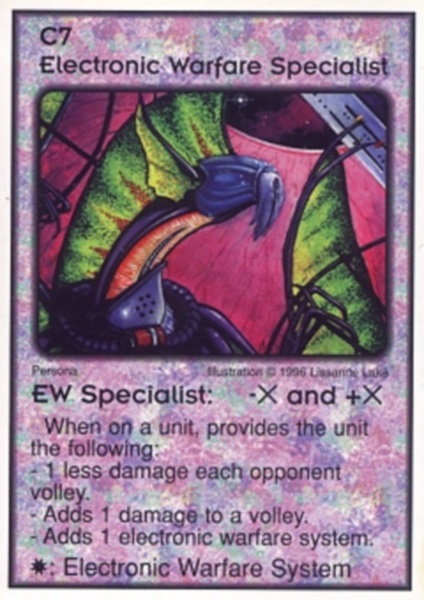 C7
Electronic Warfare Specialist
Persona
Illustration © 1996 Lissanne Lake
EW Specialist: -X and +X
When on a unit, provides the unit
the following:
- 1 less damage each opponent
volley.
- Adds 1 damage to a volley.
- Adds 1 electronic warfare system.
✷: Electronic Warfare System